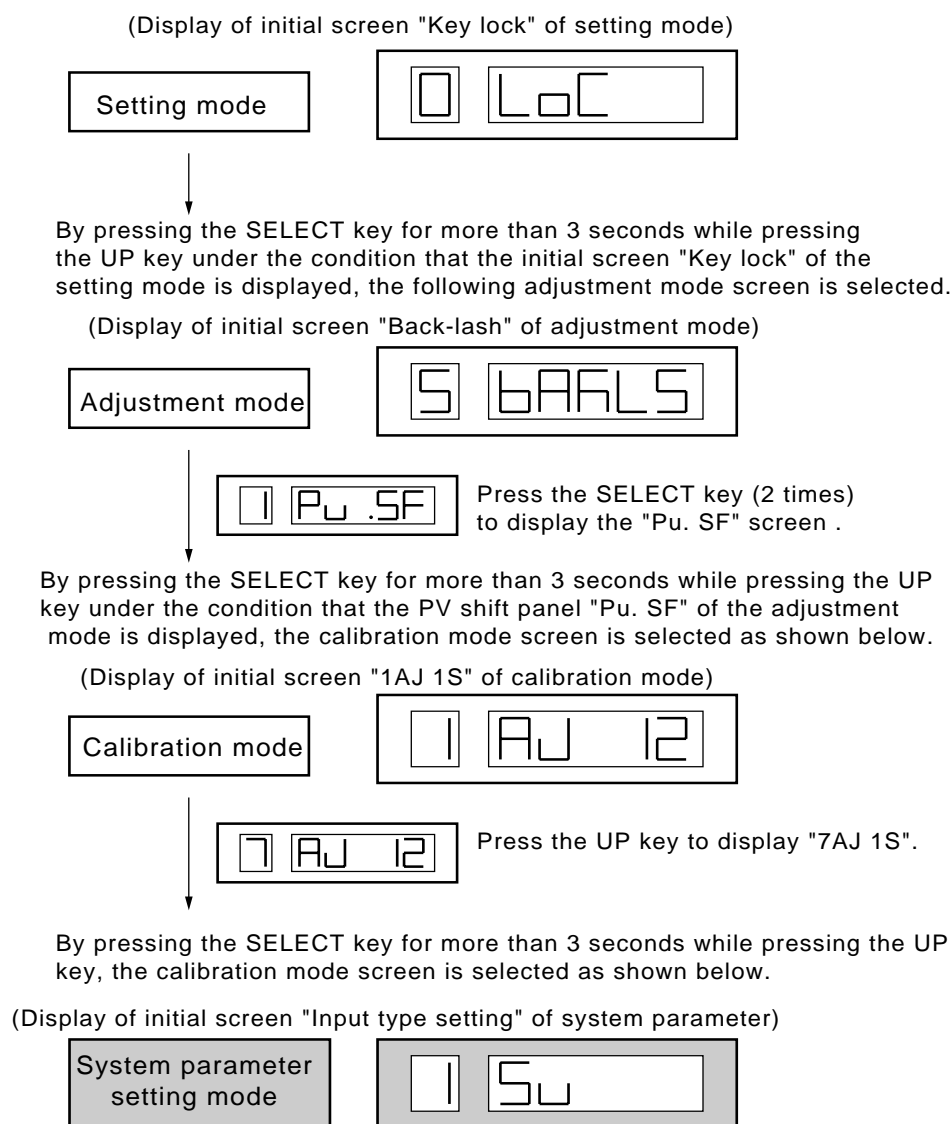 (Display of initial screen "Key lock" of setting mode)
Setting mode
0 LoC
By pressing the SELECT key for more than 3 seconds while pressing
the UP key under the condition that the initial screen "Key lock" of the
setting mode is displayed, the following adjustment mode screen is selected.
(Display of initial screen "Back-lash" of adjustment mode)
Adjustment mode
5 bAKLS
1 Pu .SF
Press the SELECT key (2 times)
to display the "Pu. SF" screen .
By pressing the SELECT key for more than 3 seconds while pressing the UP
key under the condition that the PV shift panel "Pu. SF" of the adjustment
mode is displayed, the calibration mode screen is selected as shown below.
(Display of initial screen "1AJ 1S" of calibration mode)
Calibration mode
1 AJ 12
7 AJ 12
Press the UP key to display "7AJ 1S".
By pressing the SELECT key for more than 3 seconds while pressing the UP
key, the calibration mode screen is selected as shown below.
(Display of initial screen "Input type setting" of system parameter)
System parameter
setting mode
1 Su